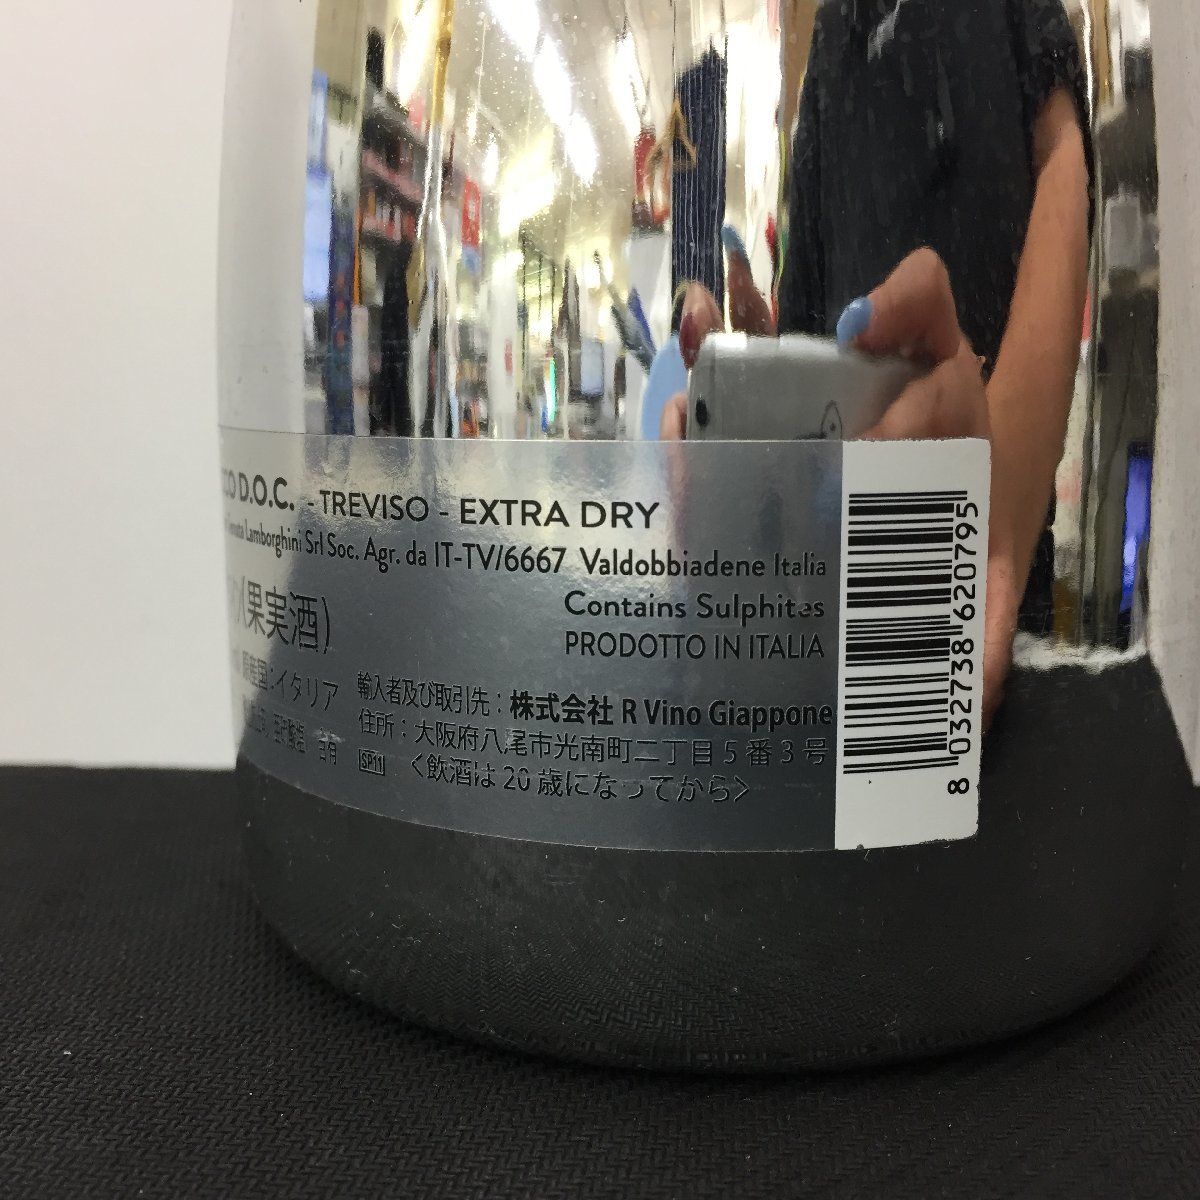 D.O.C. - TREVISO - EXTRA DRY
Lamborghini Srl Soc. Agr. da IT-TV/6667 Valdobbiadene Italia
Contains Sulphites
PRODOTTO IN ITALIA
(果実酒)
原産国:イタリア
輸入者及び取引先:株式会社 R Vino Giappone
住所:大阪府八尾市光南町二丁目5番3号
SP11 <飲酒は20歳になってから>
8 032738 620795